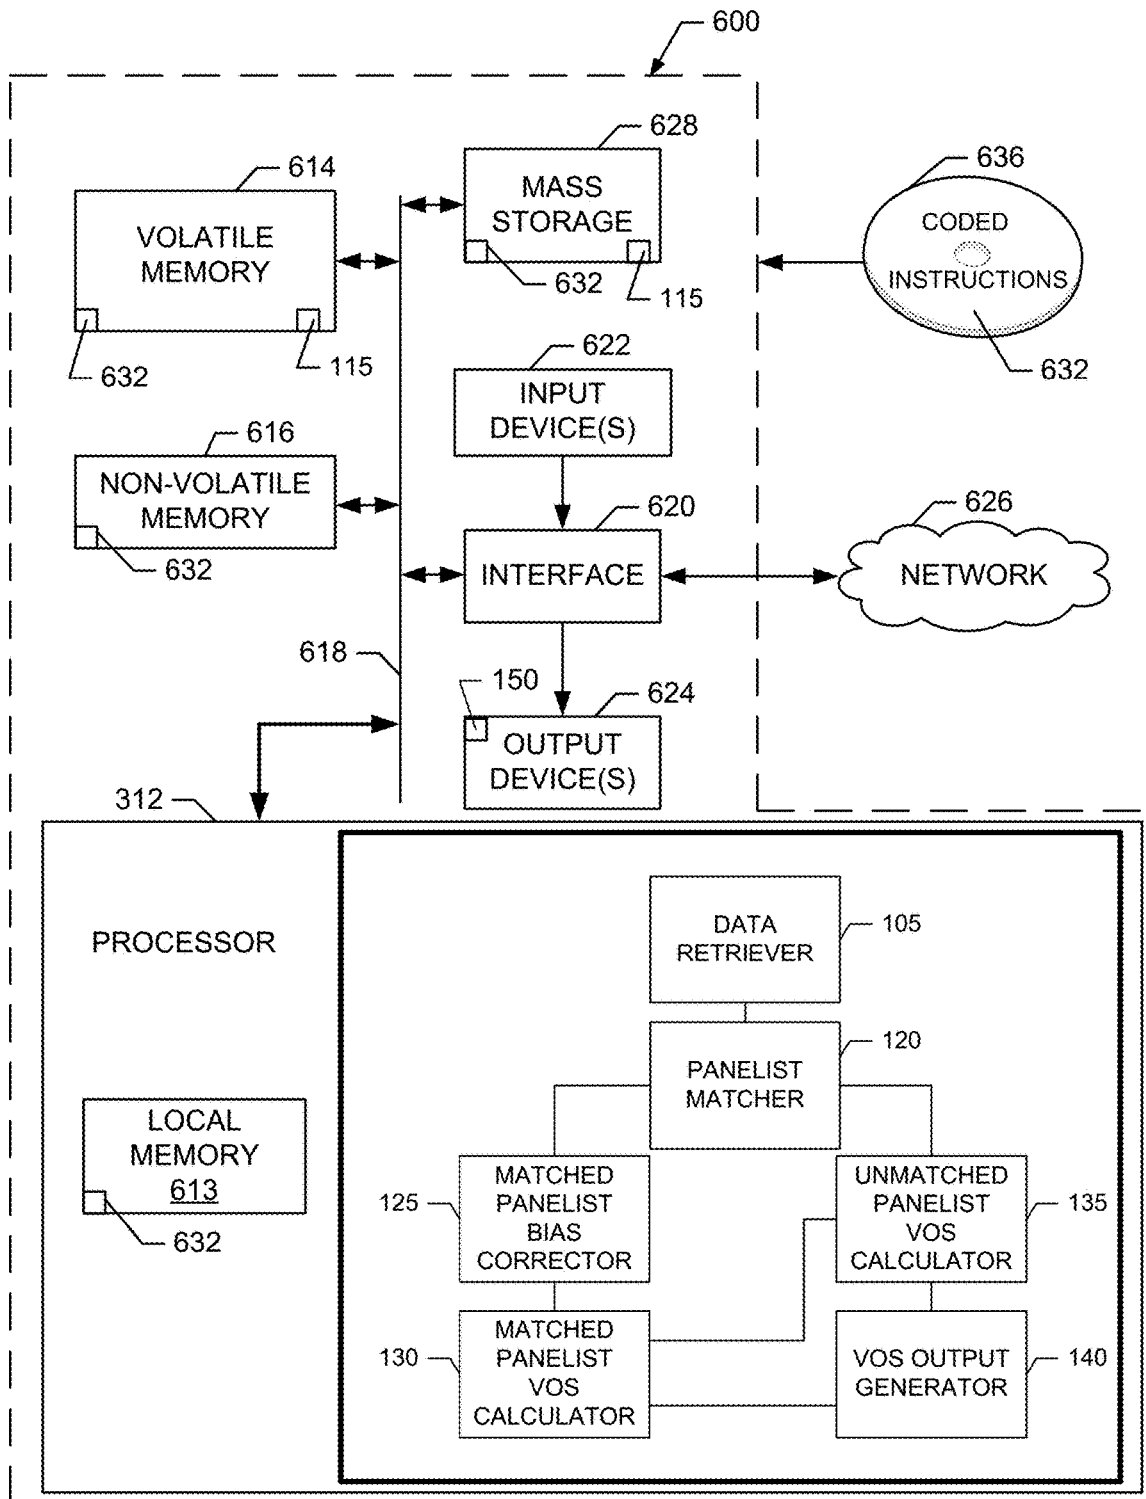 600
628
MASS
STORAGE
632
115
614
VOLATILE
MEMORY
632
115
636
CODED
INSTRUCTIONS
632
622
INPUT
DEVICE(S)
616
NON-VOLATILE
MEMORY
632
620
INTERFACE
626
NETWORK
618
150
624
OUTPUT
DEVICE(S)
312
PROCESSOR
LOCAL
MEMORY
613
632
DATA
RETRIEVER
105
PANELIST
MATCHER
120
125
MATCHED
PANELIST
BIAS
CORRECTOR
UNMATCHED
PANELIST
VOS
CALCULATOR
135
130
MATCHED
PANELIST
VOS
CALCULATOR
VOS OUTPUT
GENERATOR
140